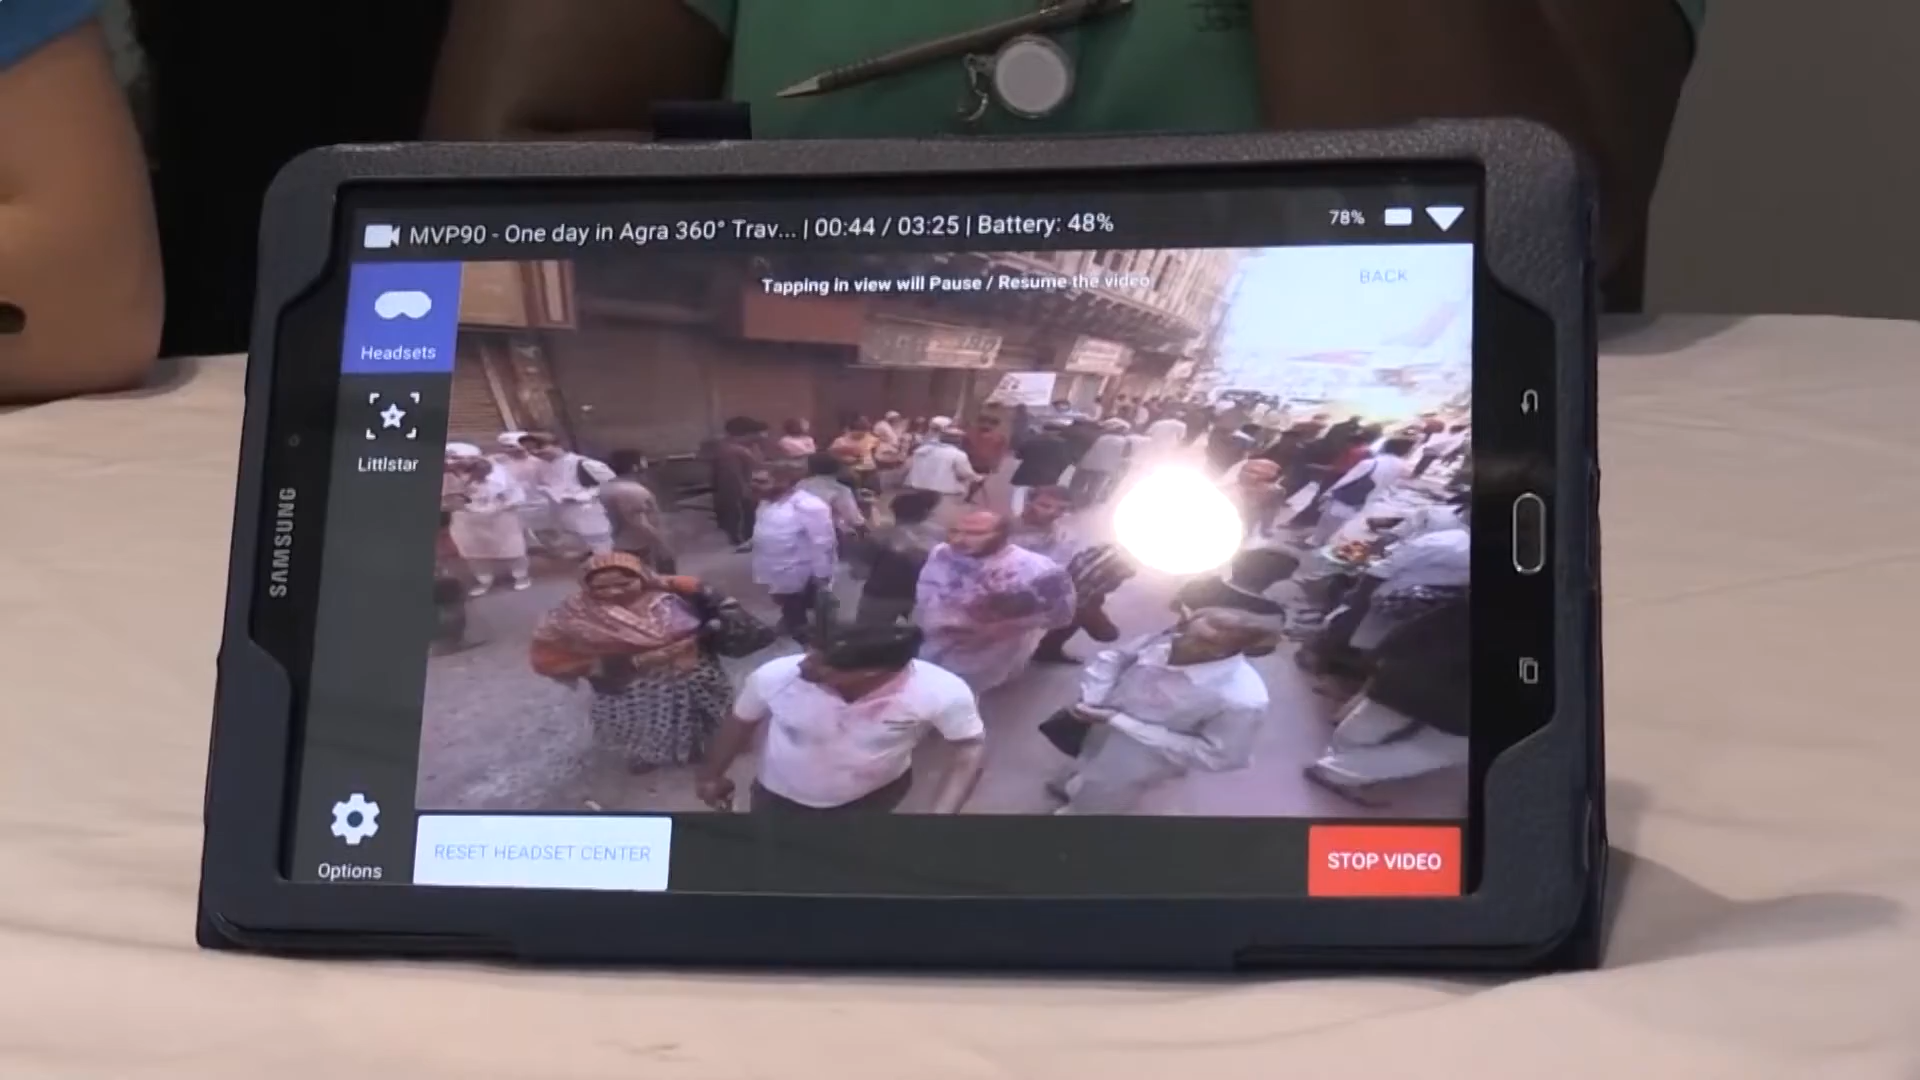 MVP90 - One day in Agra 360° Trav... | 00:44 / 03:25 | Battery: 48%
78%
Headsets
Tapping in view will Pause / Resume the video
BACK
Littlstar
SAMSUNG
Options
RESET HEADSET CENTER
STOP VIDEO